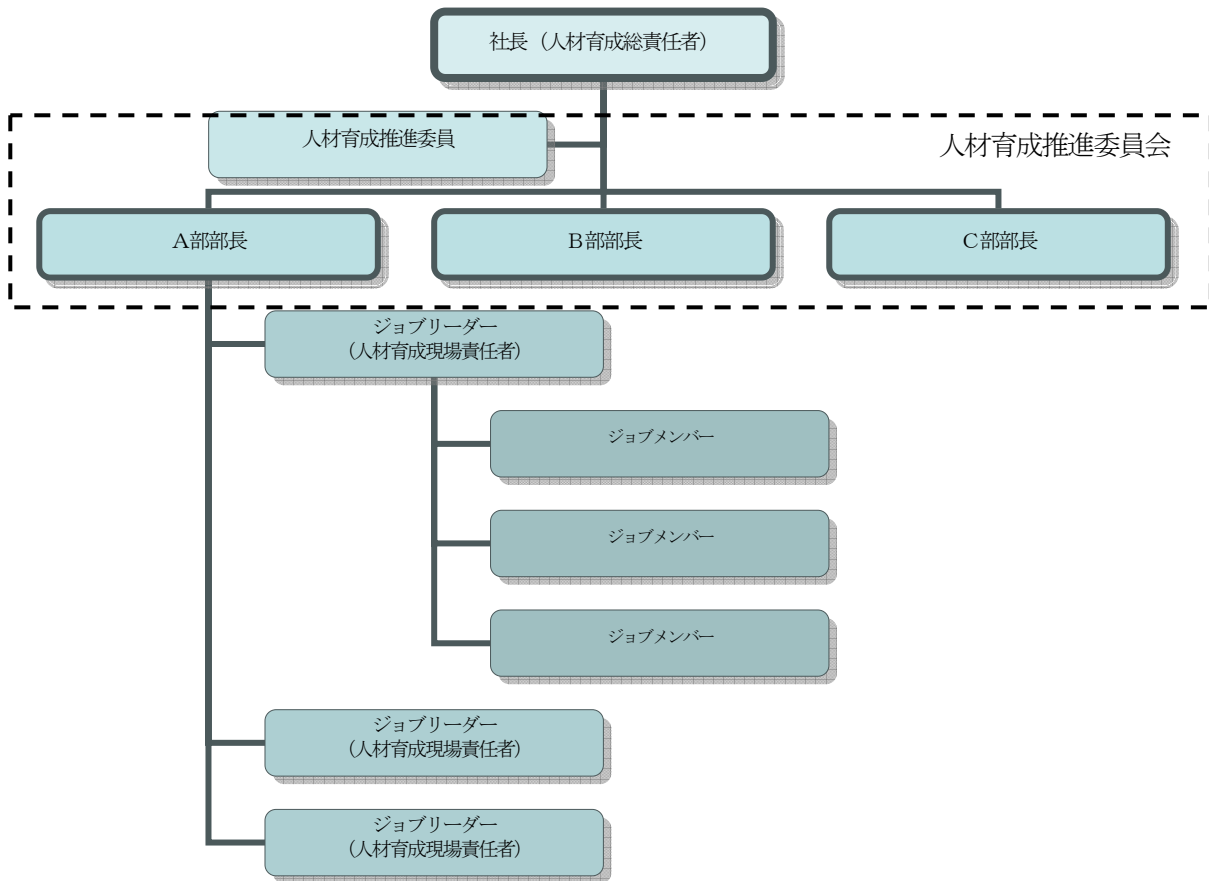 社長（人材育成総責任者）
人材育成推進委員
人材育成推進委員会
A部部長
B部部長
C部部長
ジョブリーダー
（人材育成現場責任者）
ジョブメンバー
ジョブメンバー
ジョブメンバー
ジョブリーダー
（人材育成現場責任者）
ジョブリーダー
（人材育成現場責任者）